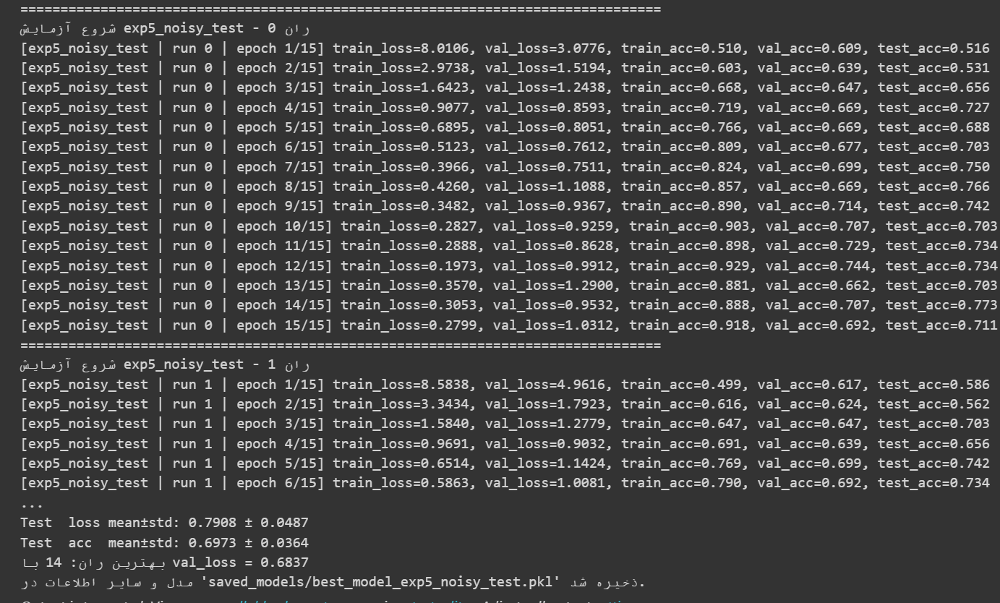 ================================================================================
شروع آزمایش exp5_noisy_test - ران 0
[exp5_noisy_test | run 0 | epoch 1/15] train_loss=8.0106, val_loss=3.0776, train_acc=0.510, val_acc=0.609, test_acc=0.516
[exp5_noisy_test | run 0 | epoch 2/15] train_loss=2.9738, val_loss=1.5194, train_acc=0.603, val_acc=0.639, test_acc=0.531
[exp5_noisy_test | run 0 | epoch 3/15] train_loss=1.6423, val_loss=1.2438, train_acc=0.668, val_acc=0.647, test_acc=0.656
[exp5_noisy_test | run 0 | epoch 4/15] train_loss=0.9077, val_loss=0.8593, train_acc=0.719, val_acc=0.669, test_acc=0.727
[exp5_noisy_test | run 0 | epoch 5/15] train_loss=0.6895, val_loss=0.8051, train_acc=0.766, val_acc=0.669, test_acc=0.688
[exp5_noisy_test | run 0 | epoch 6/15] train_loss=0.5123, val_loss=0.7612, train_acc=0.809, val_acc=0.677, test_acc=0.703
[exp5_noisy_test | run 0 | epoch 7/15] train_loss=0.3966, val_loss=0.7511, train_acc=0.824, val_acc=0.699, test_acc=0.750
[exp5_noisy_test | run 0 | epoch 8/15] train_loss=0.4260, val_loss=1.1088, train_acc=0.857, val_acc=0.669, test_acc=0.766
[exp5_noisy_test | run 0 | epoch 9/15] train_loss=0.3482, val_loss=0.9367, train_acc=0.890, val_acc=0.714, test_acc=0.742
[exp5_noisy_test | run 0 | epoch 10/15] train_loss=0.2827, val_loss=0.9259, train_acc=0.903, val_acc=0.707, test_acc=0.703
[exp5_noisy_test | run 0 | epoch 11/15] train_loss=0.2888, val_loss=0.8628, train_acc=0.898, val_acc=0.729, test_acc=0.734
[exp5_noisy_test | run 0 | epoch 12/15] train_loss=0.1973, val_loss=0.9912, train_acc=0.929, val_acc=0.744, test_acc=0.734
[exp5_noisy_test | run 0 | epoch 13/15] train_loss=0.3570, val_loss=1.2900, train_acc=0.881, val_acc=0.662, test_acc=0.703
[exp5_noisy_test | run 0 | epoch 14/15] train_loss=0.3053, val_loss=0.9532, train_acc=0.888, val_acc=0.707, test_acc=0.773
[exp5_noisy_test | run 0 | epoch 15/15] train_loss=0.2799, val_loss=1.0312, train_acc=0.918, val_acc=0.692, test_acc=0.711
================================================================================
شروع آزمایش exp5_noisy_test - ران 1
[exp5_noisy_test | run 1 | epoch 1/15] train_loss=8.5838, val_loss=4.9616, train_acc=0.499, val_acc=0.617, test_acc=0.586
[exp5_noisy_test | run 1 | epoch 2/15] train_loss=3.3434, val_loss=1.7923, train_acc=0.616, val_acc=0.624, test_acc=0.562
[exp5_noisy_test | run 1 | epoch 3/15] train_loss=1.5840, val_loss=1.2779, train_acc=0.647, val_acc=0.647, test_acc=0.703
[exp5_noisy_test | run 1 | epoch 4/15] train_loss=0.9691, val_loss=0.9032, train_acc=0.691, val_acc=0.639, test_acc=0.656
[exp5_noisy_test | run 1 | epoch 5/15] train_loss=0.6514, val_loss=1.1424, train_acc=0.769, val_acc=0.699, test_acc=0.742
[exp5_noisy_test | run 1 | epoch 6/15] train_loss=0.5863, val_loss=1.0081, train_acc=0.790, val_acc=0.692, test_acc=0.734
...
Test  loss mean±std: 0.7908 ± 0.0487
Test  acc  mean±std: 0.6973 ± 0.0364
بهترین ران: 14 با val_loss = 0.6837
مدل و سایر اطلاعات در 'saved_models/best_model_exp5_noisy_test.pkl' ذخیره شد.